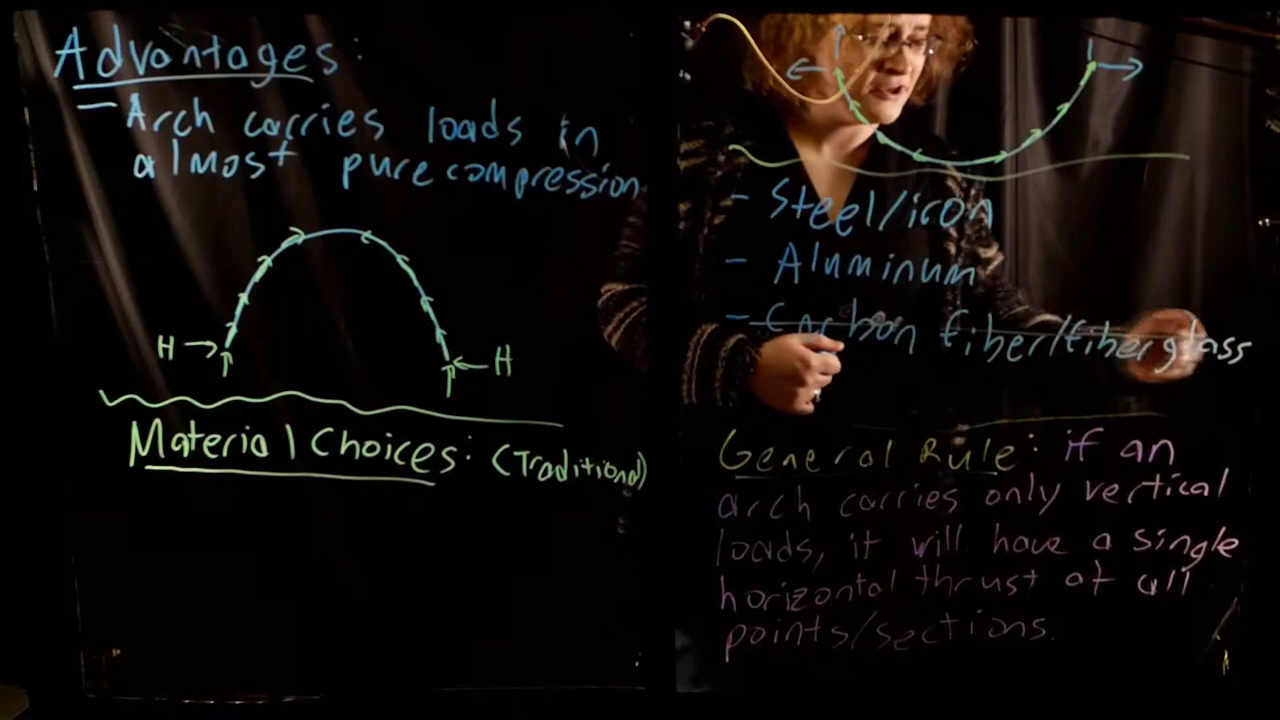 Advantages:
- Arch carries loads in
almost pure compression
H
H
Material Choices: (Traditional)
- Steel/iron
- Aluminum
- Carbon fiber/fiberglass
General Rule: if an
arch carries only vertical
loads, it will have a single
horizontal thrust at all
points/sections.